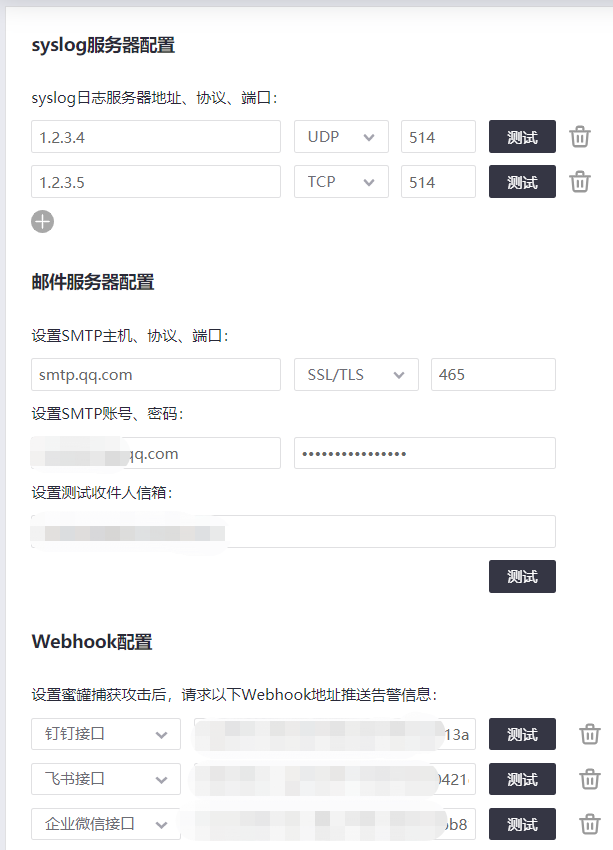 syslog服务器配置
syslog日志服务器地址、协议、端口：
1.2.3.4 UDP 514 测试
1.2.3.5 TCP 514 测试
邮件服务器配置
设置SMTP主机、协议、端口：
smtp.qq.com SSL/TLS 465
设置SMTP账号、密码：
qq.com ••••••••••••••••
设置测试收件人信箱：
测试
Webhook配置
设置蜜罐捕获攻击后，请求以下Webhook地址推送告警信息：
钉钉接口 13a 测试
飞书接口 0421 测试
企业微信接口 b8 测试